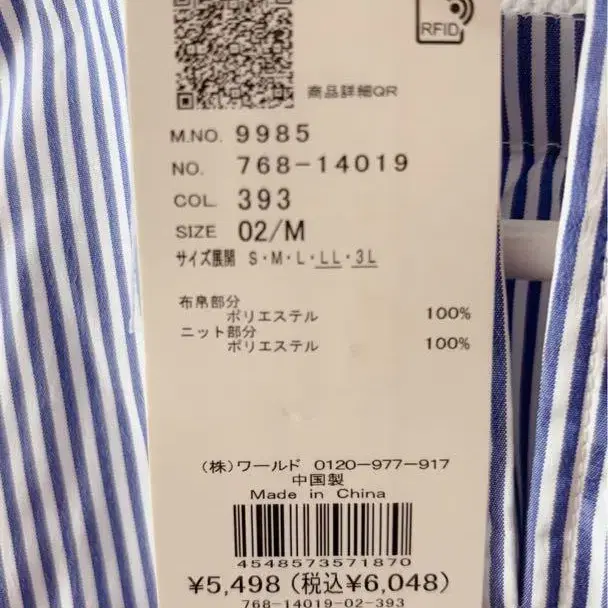 RFID
商品詳細QR
M.NO. 9985
NO. 768-14019
COL. 393
SIZE 02/M
サイズ展開 S・M・L・LL・3L
布帛部分
ポリエステル 100%
ニット部分
ポリエステル 100%
(株)ワールド 0120-977-917
中国製
Made in China
4548573571870
¥5,498(税込¥6,048)
768-14019-02-393